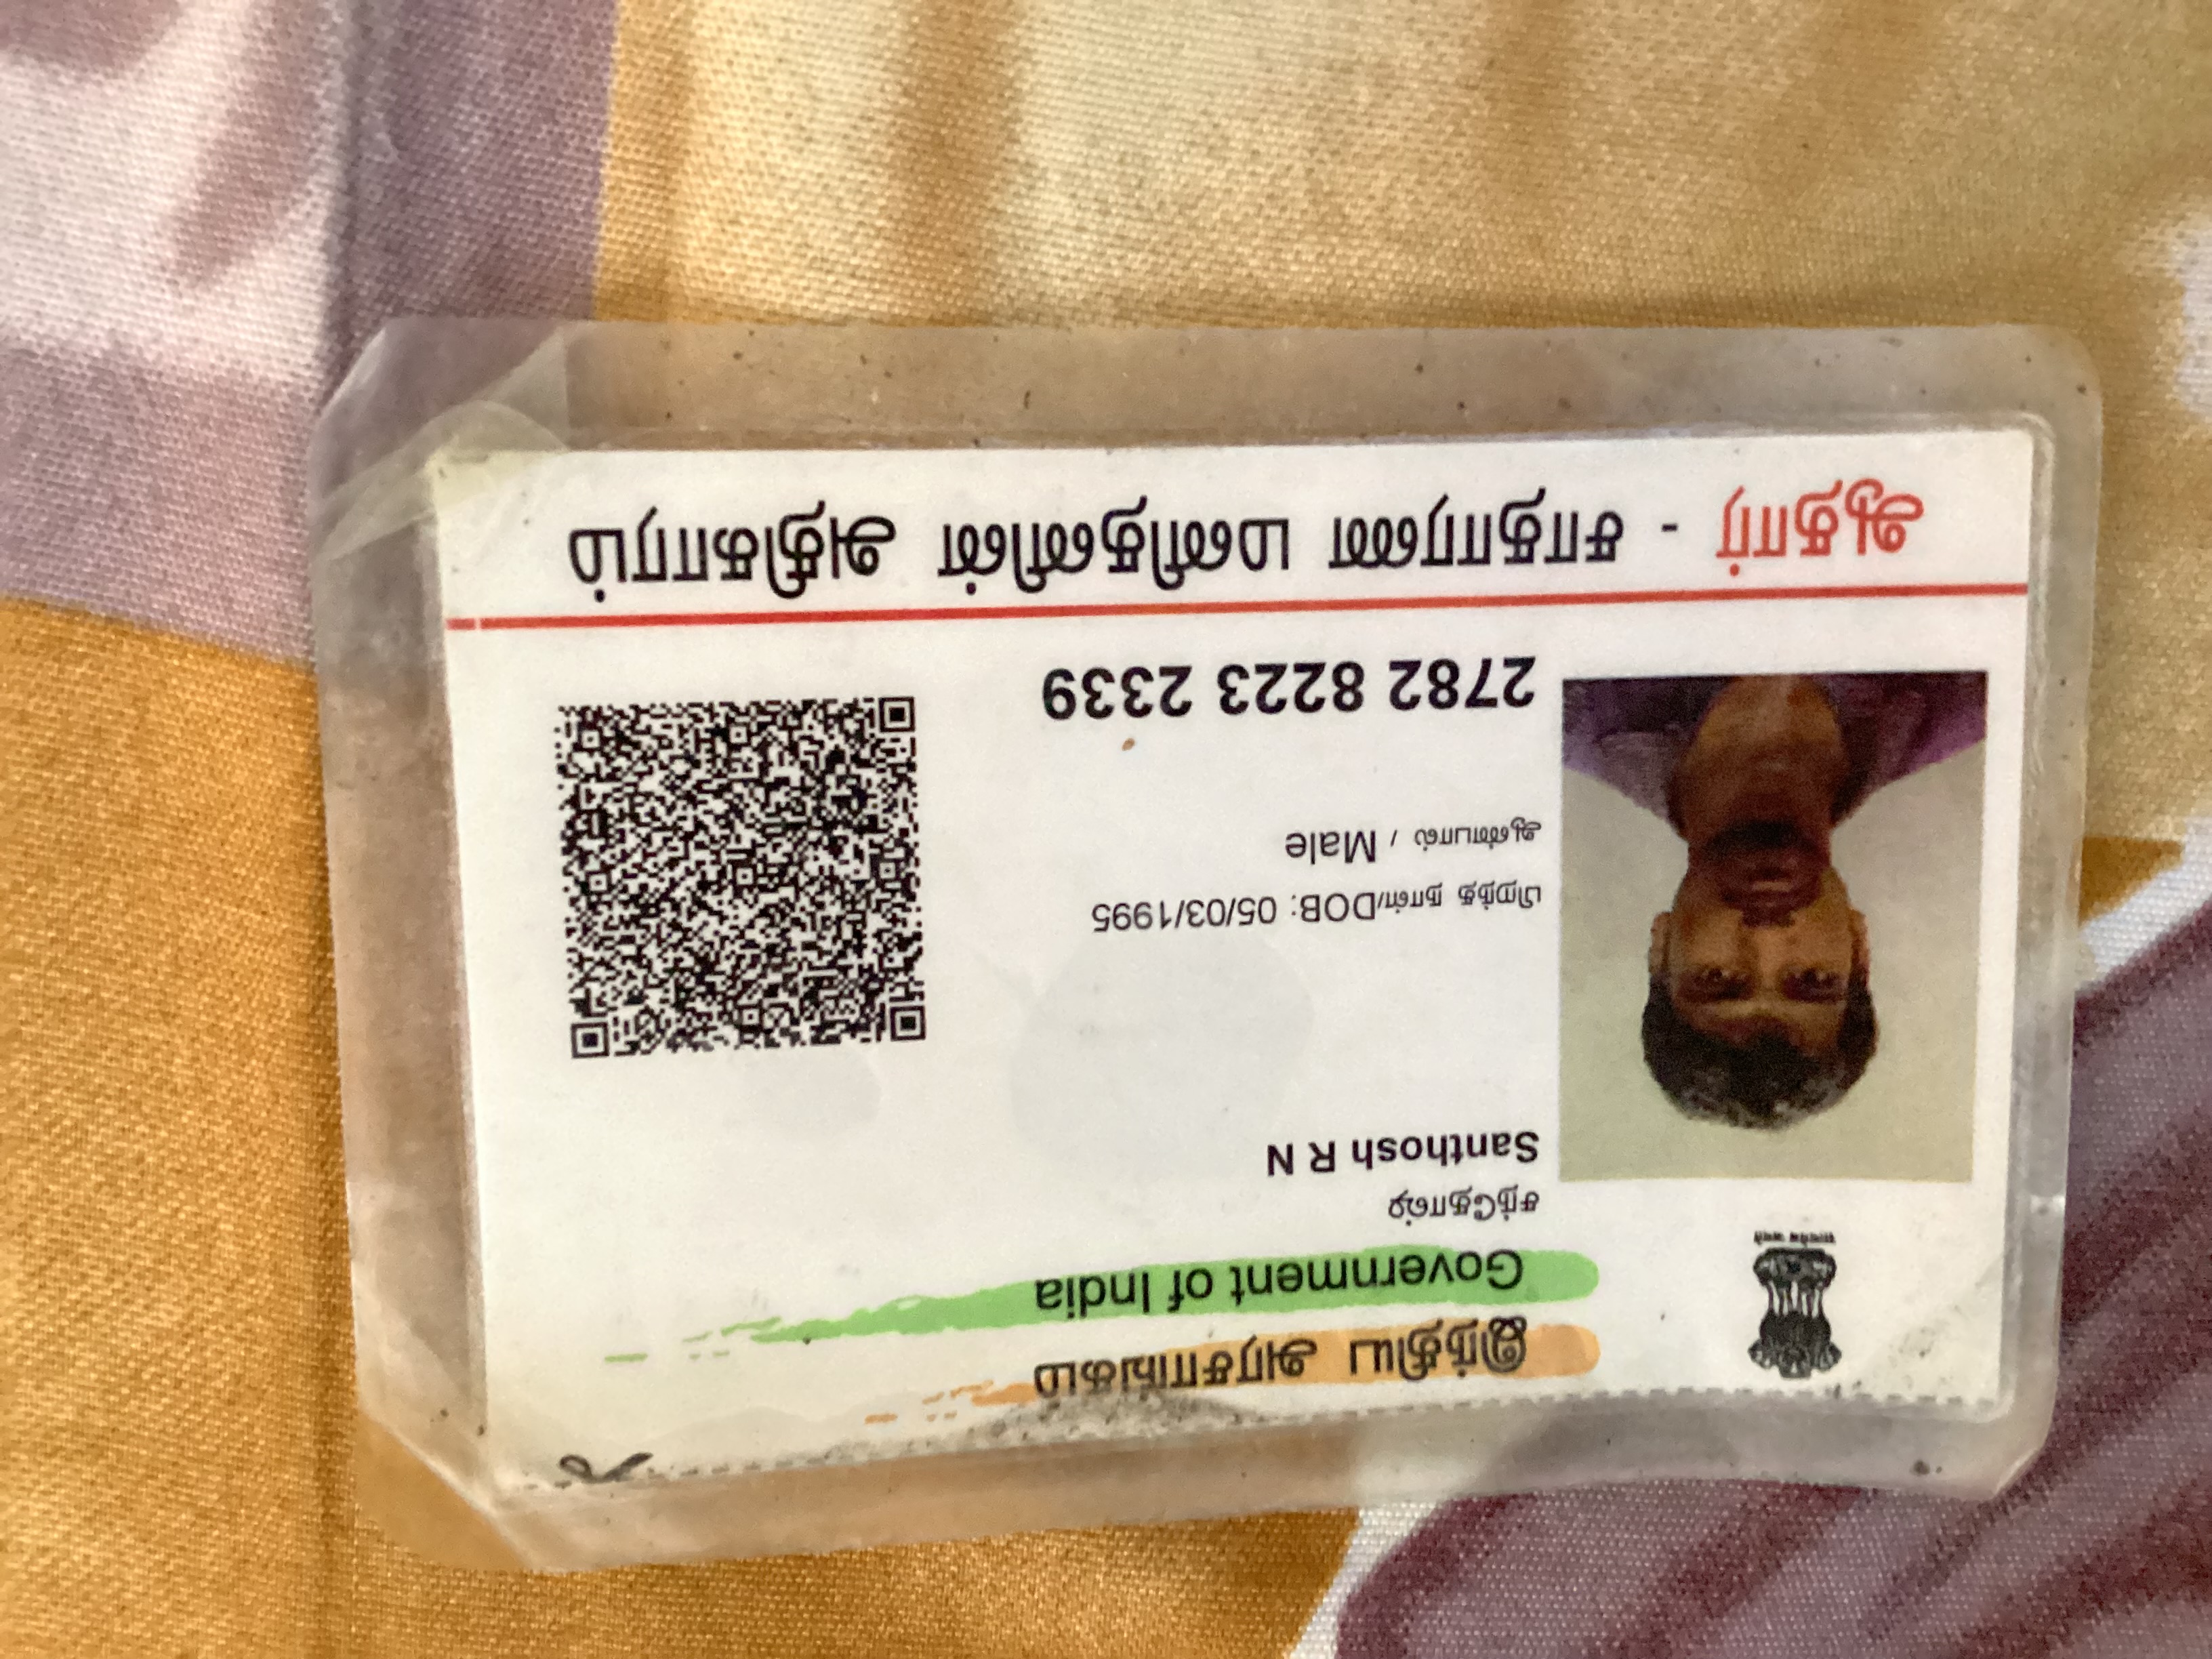 இந்திய அரசாங்கம்
Government of India
சந்தோஷ்
Santhosh R N
பிறந்த நாள்/DOB: 05/03/1995
ஆண்பால் / Male
2782 8223 2339
ஆதார் - சாதாரண மனிதனின் அதிகாரம்